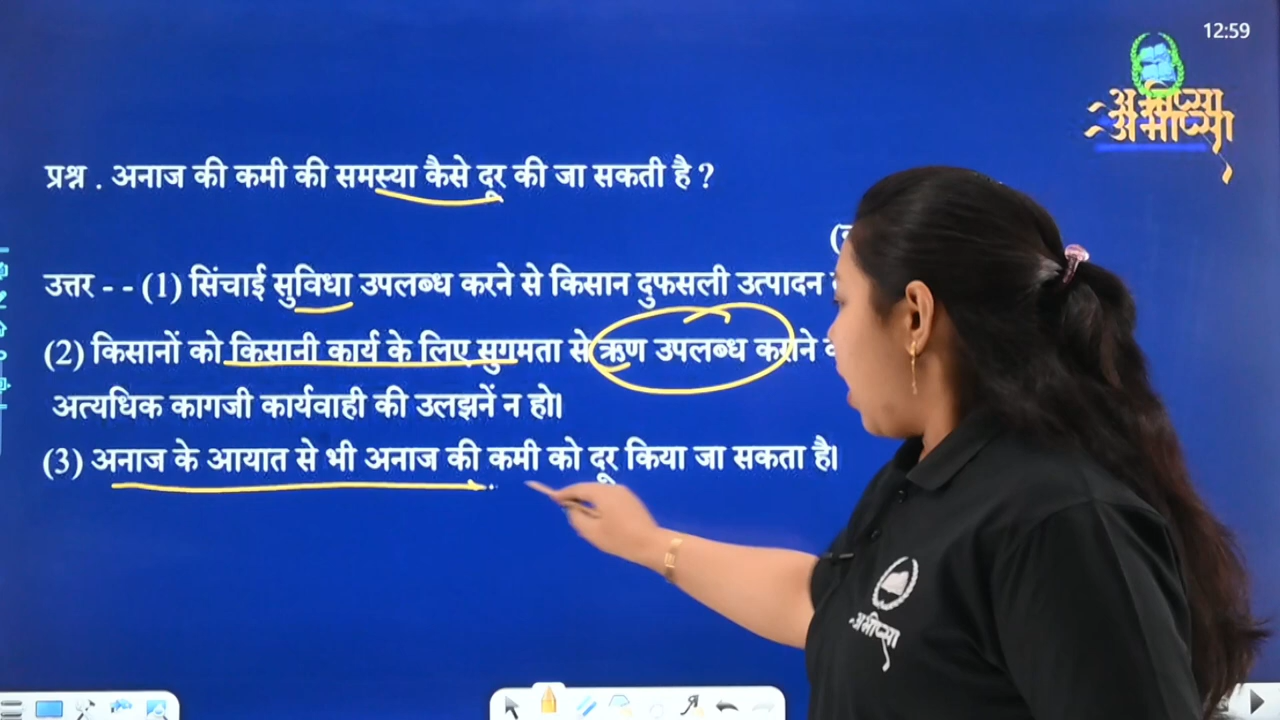 12:59
अभीप्सा
अभीप्सा
प्रश्न . अनाज की कमी की समस्या कैसे दूर की जा सकती है ?
उत्तर - - (1) सिंचाई सुविधा उपलब्ध करने से किसान दुफसली उत्पादन
(2) किसानों को किसानी कार्य के लिए सुगमता से ऋण उपलब्ध कराने
अत्यधिक कागजी कार्यवाही की उलझनें न हो।
(3) अनाज के आयात से भी अनाज की कमी को दूर किया जा सकता है।
अभीप्सा